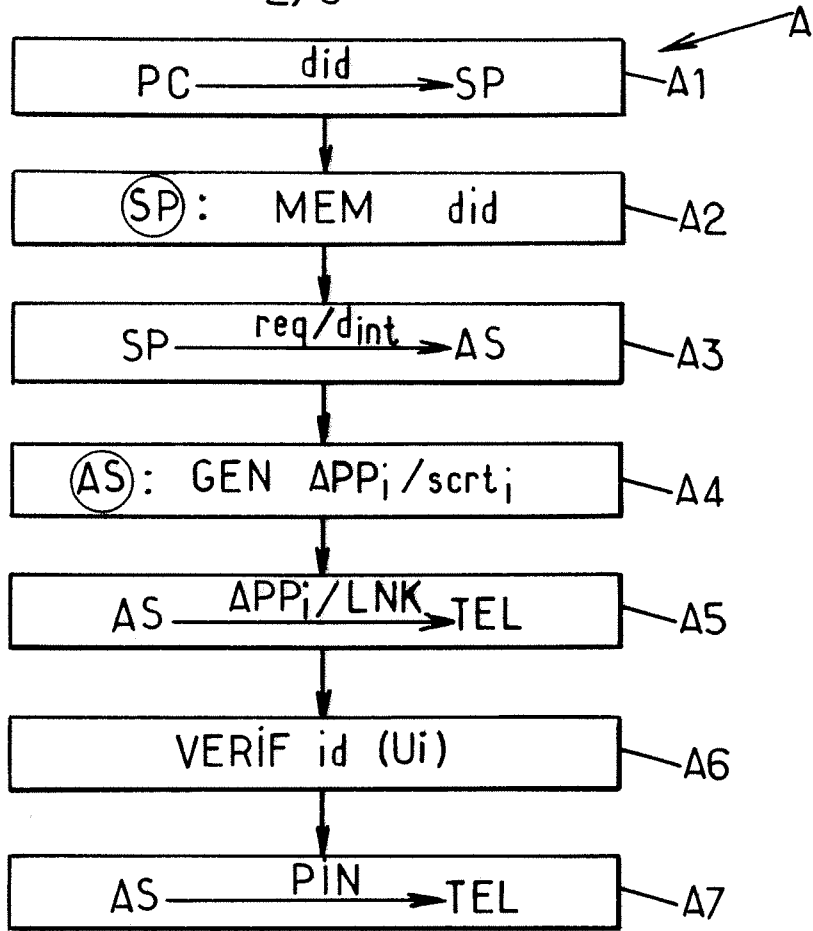 A
PC did SP A1
SP : MEM did A2
SP req/dint AS A3
AS : GEN APPi/scrti A4
AS APPi/LNK TEL A5
VERiF id (Ui) A6
AS PiN TEL A7